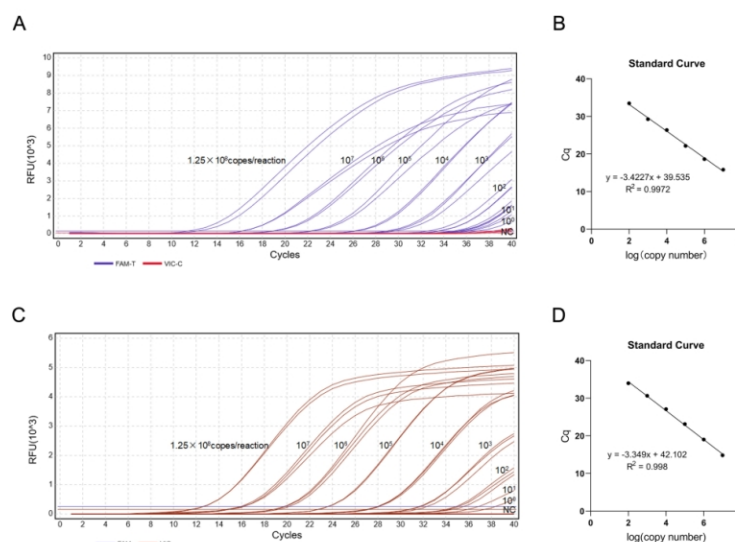 A
RFU(10^3)
10
9
8
7
6
5
4
3
2
1
0
1.25×10⁸copes/reaction
10⁷
10⁶
10⁵
10⁴
10³
10²
10¹
10⁰
NC
0 2 4 6 8 10 12 14 16 18 20 22 24 26 28 30 32 34 36 38 40
Cycles
FAM-T VIC-C
B
Standard Curve
Cq
40
30
20
10
0
y = -3.4227x + 39.535
R² = 0.9972
0 2 4 6
log(copy number)
C
RFU(10^3)
6
5
4
3
2
1
0
1.25×10⁸copes/reaction
10⁷
10⁶
10⁵
10⁴
10³
10²
10¹
10⁰
NC
0 2 4 6 8 10 12 14 16 18 20 22 24 26 28 30 32 34 36 38 40
Cycles
D
Standard Curve
Cq
40
30
20
10
0
y = -3.349x + 42.102
R² = 0.998
0 2 4 6
log(copy number)